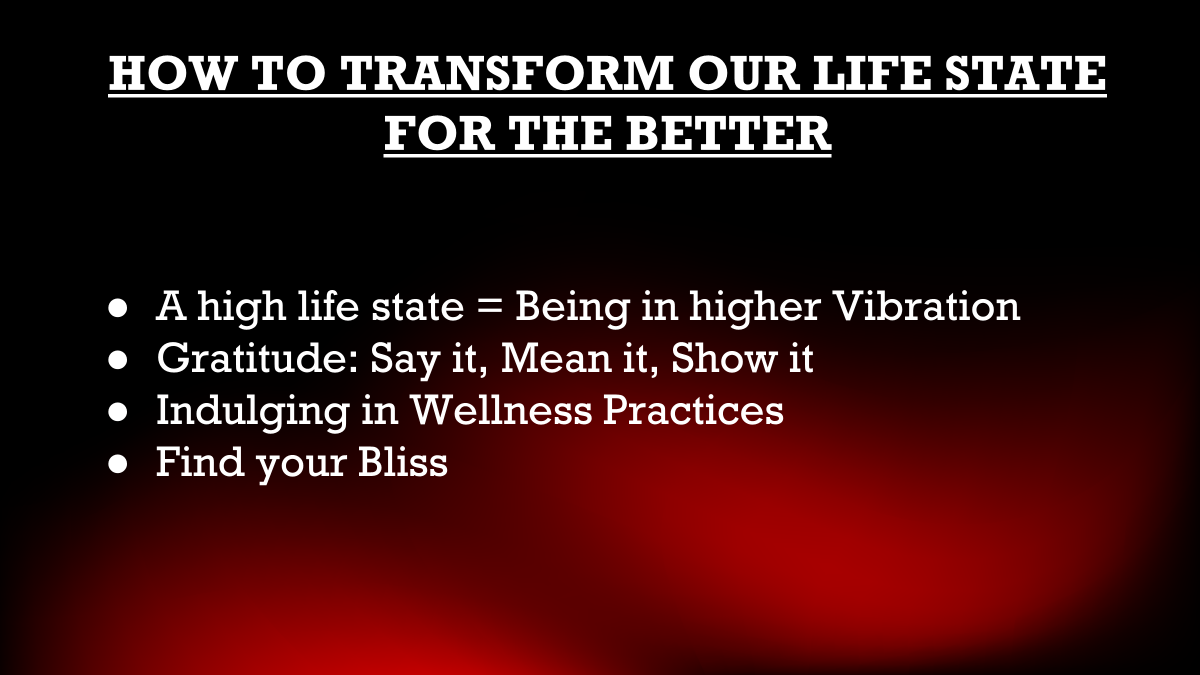 HOW TO TRANSFORM OUR LIFE STATE
FOR THE BETTER
● A high life state = Being in higher Vibration
● Gratitude: Say it, Mean it, Show it
● Indulging in Wellness Practices
● Find your Bliss